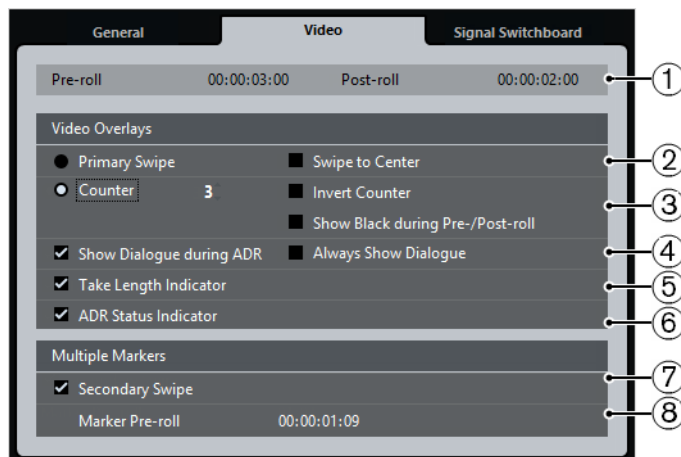 General Video Signal Switchboard
Pre-roll 00:00:03:00 Post-roll 00:00:02:00 ①
Video Overlays
Primary Swipe Swipe to Center ②
Counter 3 Invert Counter ③
Show Black during Pre-/Post-roll
Show Dialogue during ADR Always Show Dialogue ④
Take Length Indicator ⑤
ADR Status Indicator ⑥
Multiple Markers
Secondary Swipe ⑦
Marker Pre-roll 00:00:01:09 ⑧